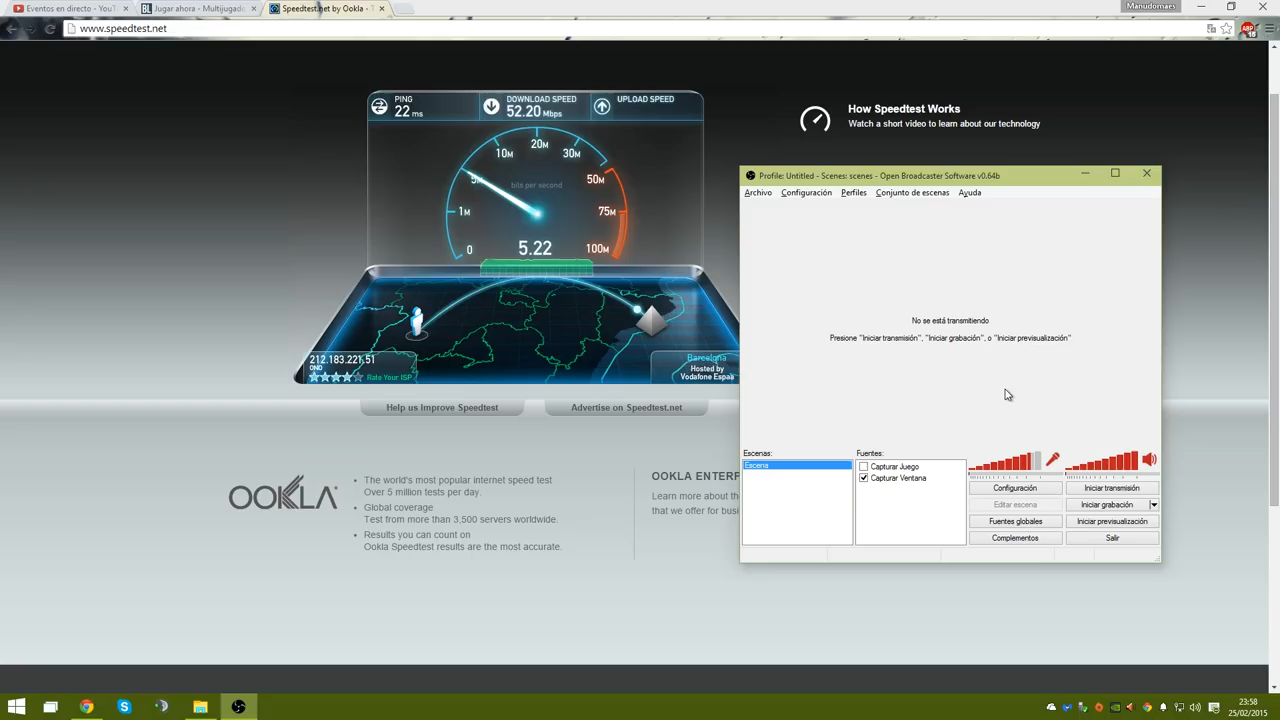 Eventos en directo - YouT
Jugar ahora - Multijugado
Speedtest.net by Ookla - T
Manudomaes
www.speedtest.net
ABP
PING
22 ms
DOWNLOAD SPEED
52.20 Mbps
UPLOAD SPEED
How Speedtest Works
Watch a short video to learn about our technology
20M
10M
30M
5M
bits per second
50M
1M
75M
0
5.22
100M
Profile: Untitled - Scenes: scenes - Open Broadcaster Software v0.64b
Archivo
Configuración
Perfiles
Conjunto de escenas
Ayuda
No se está transmitiendo
Presione "Iniciar transmisión", "Iniciar grabación", o "Iniciar previsualización"
212.183.221.51
ONO
Rate Your ISP
Barcelona
Hosted by
Vodafone Espaa
Help us Improve Speedtest
Advertise on Speedtest.net
OOKLA
The world's most popular internet speed test
Over 5 million tests per day.
Global coverage
Test from more than 3,500 servers worldwide.
Results you can count on
Ookla Speedtest results are the most accurate.
OOKLA ENTERP
Learn more about the
that we offer for busi
Escenas:
Escena
Fuentes:
Capturar Juego
Capturar Ventana
Configuración
Iniciar transmisión
Editar escena
Iniciar grabación
Fuentes globales
Iniciar previsualización
Complementos
Salir
23:58
25/02/2015